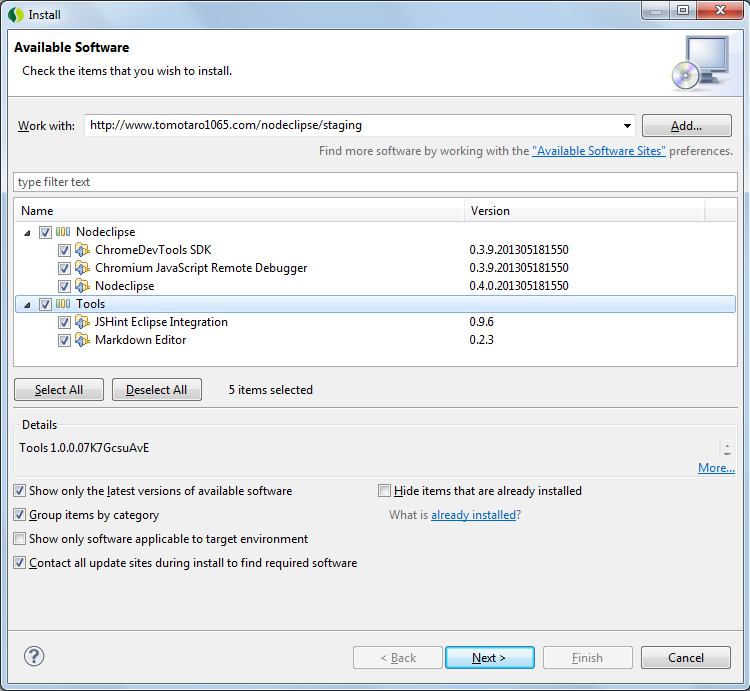 Install
Available Software
Check the items that you wish to install.
Work with: http://www.tomotaro1065.com/nodeclipse/staging Add...
Find more software by working with the "Available Software Sites" preferences.
type filter text
Name Version
Nodeclipse
ChromeDevTools SDK 0.3.9.201305181550
Chromium JavaScript Remote Debugger 0.3.9.201305181550
Nodeclipse 0.4.0.201305181550
Tools
JSHint Eclipse Integration 0.9.6
Markdown Editor 0.2.3
Select All Deselect All 5 items selected
Details
Tools 1.0.0.07K7GcsuAvE
More...
Show only the latest versions of available software Hide items that are already installed
Group items by category What is already installed?
Show only software applicable to target environment
Contact all update sites during install to find required software
? < Back Next > Finish Cancel